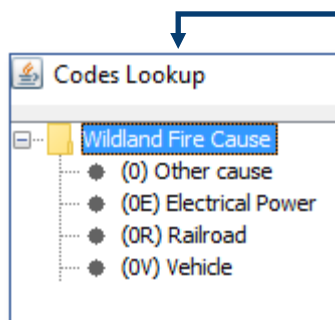 Codes Lookup
Wildland Fire Cause
(0) Other cause
(0E) Electrical Power
(0R) Railroad
(0V) Vehicle